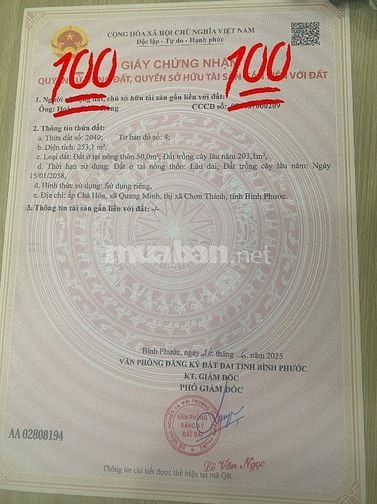 CỘNG HÒA XÃ HỘI CHỦ NGHĨA VIỆT NAM
Độc lập - Tự do - Hạnh phúc
GIẤY CHỨNG NHẬN
100 100
QUYỀN ĐẤT, QUYỀN SỞ HỮU TÀI SẢN VỚI ĐẤT
1. Người đất, chủ sở hữu tài sản gắn liền với đất:
Ông: CCCD số:
2. Thông tin thửa đất:
a. Thửa đất số: 2040; Tờ bản đồ số: 4;
b. Diện tích: 253,1 m²;
c. Loại đất: Đất ở tại nông thôn 50,0m²; Đất trồng cây lâu năm 203,1m²;
d. Thời hạn sử dụng: Đất ở tại nông thôn: Lâu dài; Đất trồng cây lâu năm: Ngày
15/01/2058,
đ. Hình thức sử dụng: Sử dụng riêng,
e. Địa chỉ: ấp Chà Hòa, xã Quang Minh, thị xã Chơn Thành, tỉnh Bình Phước.
3. Thông tin tài sản gắn liền với đất: -/-
muaban.net
Bình Phước, ngày tháng năm 2025
VĂN PHÒNG ĐĂNG KÝ ĐẤT ĐAI TỈNH BÌNH PHƯỚC
KT. GIÁM ĐỐC
PHÓ GIÁM ĐỐC
VĂN PHÒNG
ĐĂNG KÝ
ĐẤT ĐAI
AA 02808194
Lê Văn Ngọc
Thông tin chi tiết được thể hiện tại mã QR.